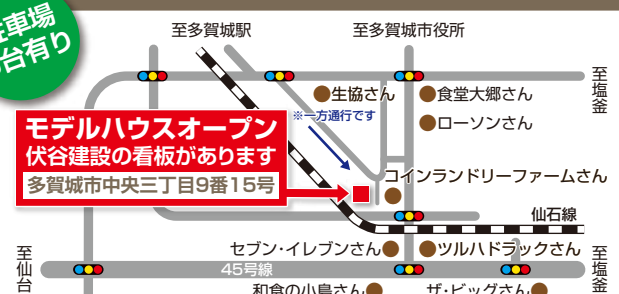 駐車場
台有り
至多賀城駅
至多賀城市役所
至塩釜
生協さん
食堂大郷さん
※一方通行です
ローソンさん
モデルハウスオープン
伏谷建設の看板があります
多賀城市中央三丁目9番15号
コインランドリーファームさん
仙石線
セブン・イレブンさん
ツルハドラックさん
至仙台
45号線
至塩釜
和食の小島さん
ザ・ビッグさん